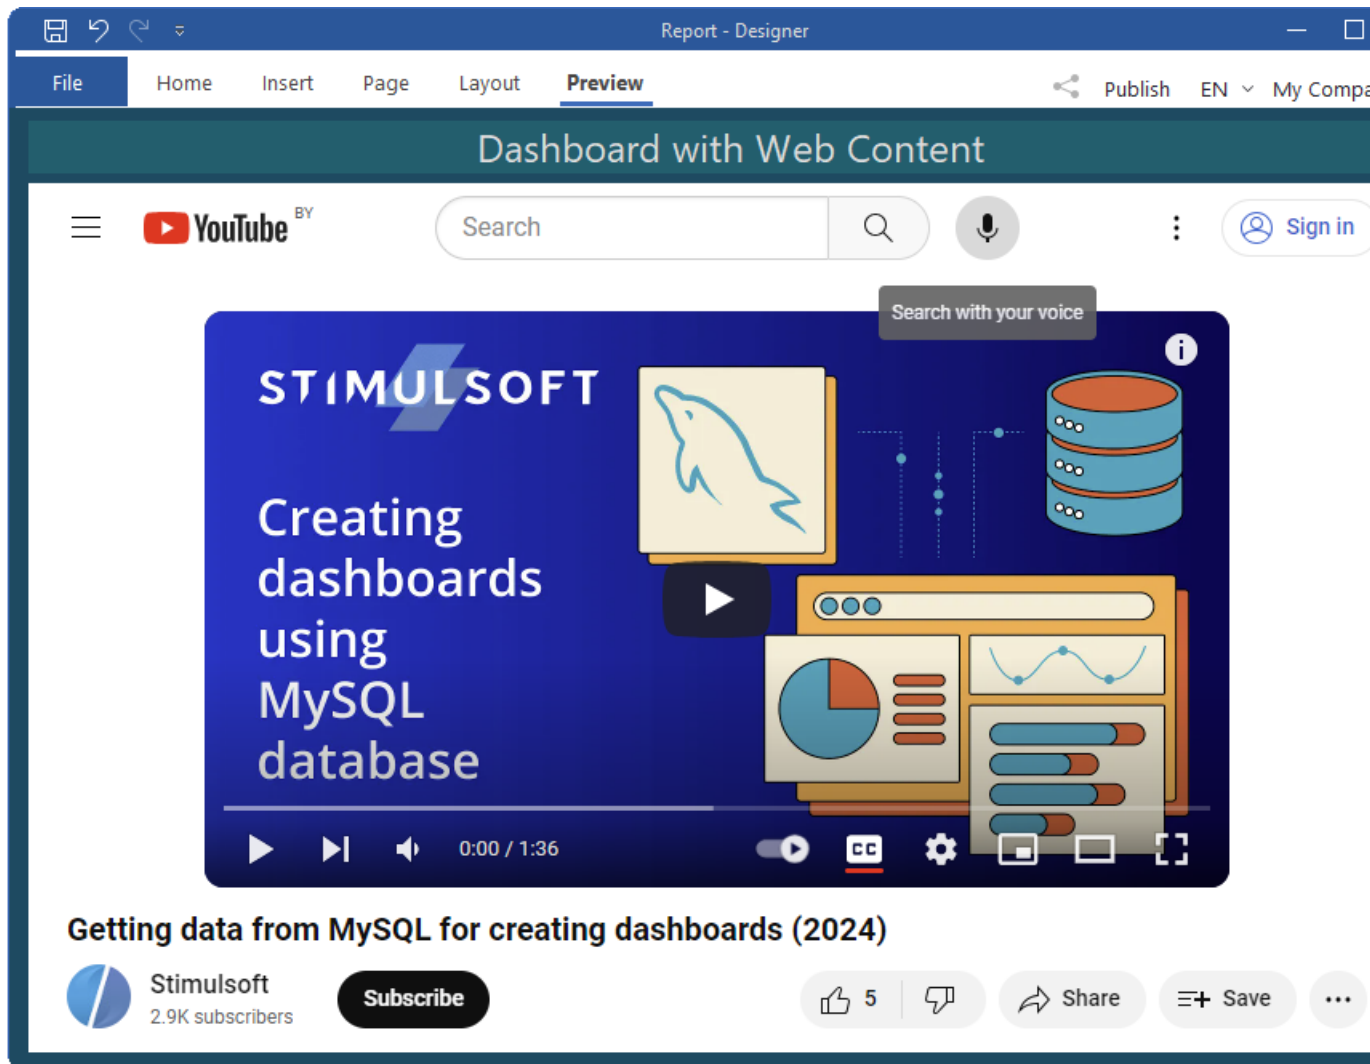 Report - Designer
File Home Insert Page Layout Preview Publish EN My Compa
Dashboard with Web Content
YouTube BY Search Sign in
Search with your voice
STIMULSOFT
Creating
dashboards
using
MySQL
database
0:00 / 1:36 CC
Getting data from MySQL for creating dashboards (2024)
Stimulsoft
2.9K subscribers
Subscribe 5 Share Save